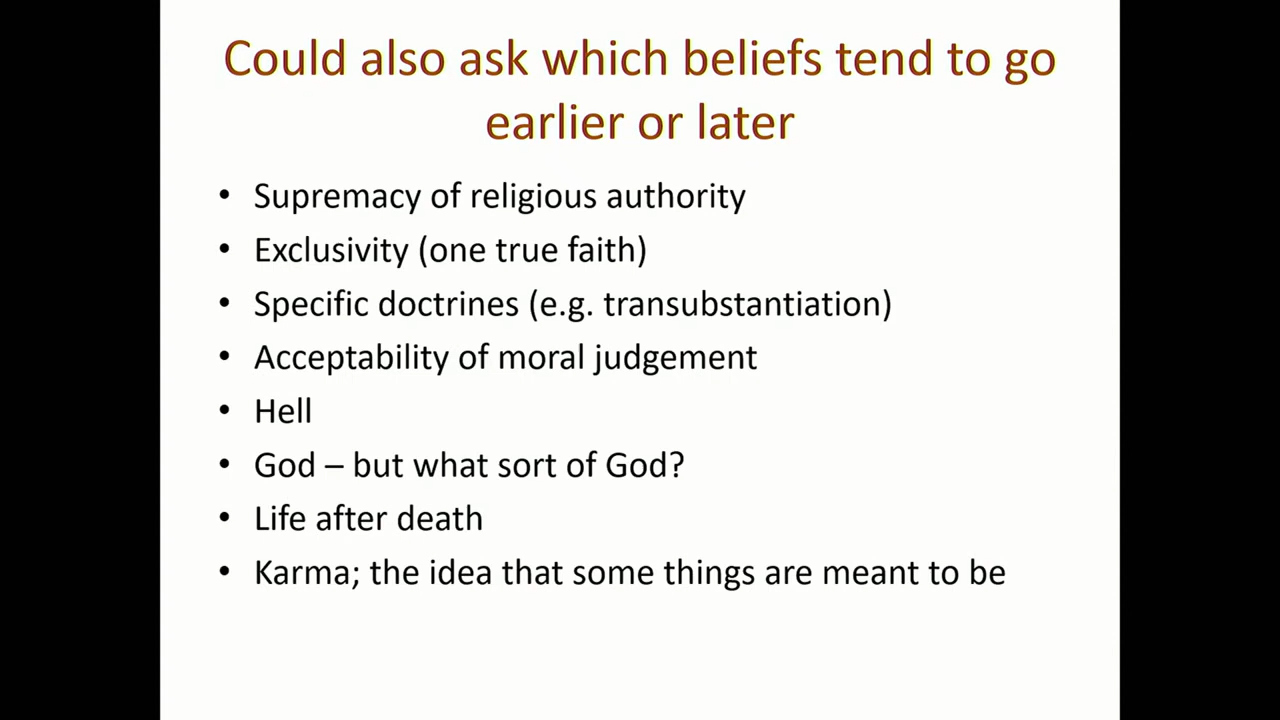 Could also ask which beliefs tend to go
earlier or later
• Supremacy of religious authority
• Exclusivity (one true faith)
• Specific doctrines (e.g. transubstantiation)
• Acceptability of moral judgement
• Hell
• God – but what sort of God?
• Life after death
• Karma; the idea that some things are meant to be